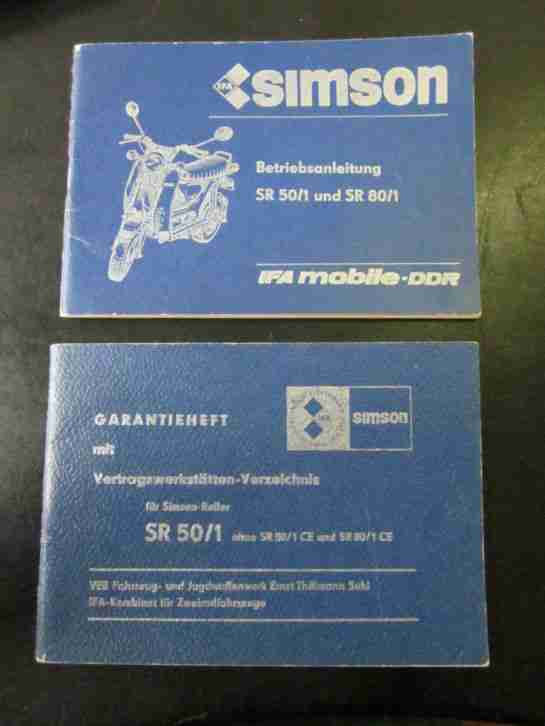 IFA simson
Betriebsanleitung
SR 50/1 und SR 80/1
IFA mobile-DDR
GARANTIEHEFT
mit
Vertragswerkstätten-Verzeichnis
für Simson-Roller
SR 50/1 ohne SR 50/1 CE und SR 80/1 CE
IFA simson
VEB Fahrzeug- und Jagdwaffenwerk Ernst Thälmann Suhl
IFA-Kombinat für Zweiradfahrzeuge